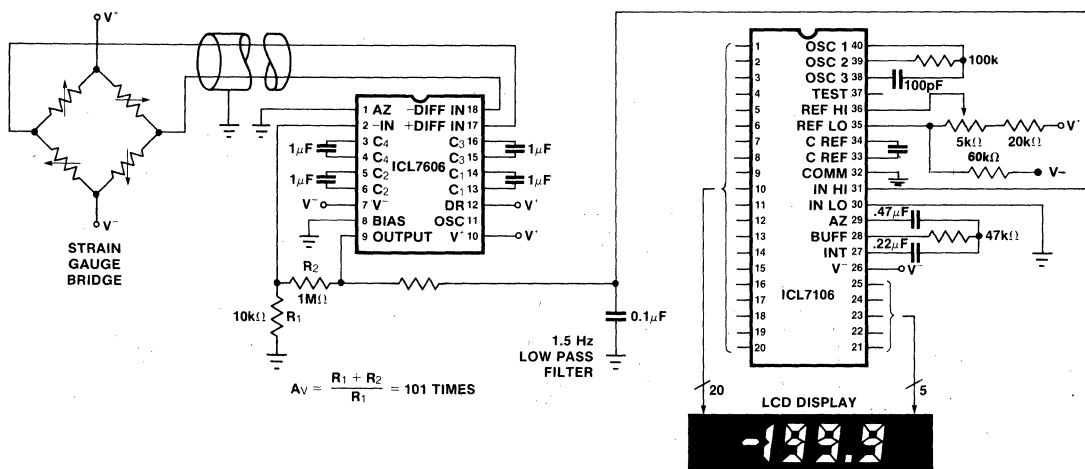 V+
V-
STRAIN
GAUGE
BRIDGE
1 AZ -DIFF IN 18
2 -IN +DIFF IN 17
3 C4 C3 16
4 C4 C3 15
ICL7606
5 C2 C1 14
6 C2 C1 13
7 V- DR 12
8 BIAS OSC 11
9 OUTPUT V+ 10
1μF
1μF
1μF
1μF
V-
V+
V+
R2
1MΩ
10kΩ R1
0.1μF
1.5 Hz
LOW PASS
FILTER
AV = R1 + R2 / R1 = 101 TIMES
1 OSC 1 40
2 OSC 2 39
3 OSC 3 38
4 TEST 37
5 REF HI 36
6 REF LO 35
7 C REF 34
8 C REF 33
9 COMM 32
10 IN HI 31
11 IN LO 30
12 AZ 29
13 BUFF 28
14 INT 27
15 V- 26
16 25
ICL7106
17 24
18 23
19 22
20 21
100k
100pF
5kΩ
20kΩ
V+
60kΩ
V-
.47μF
47kΩ
.22μF
V-
20
5
LCD DISPLAY
-199.9